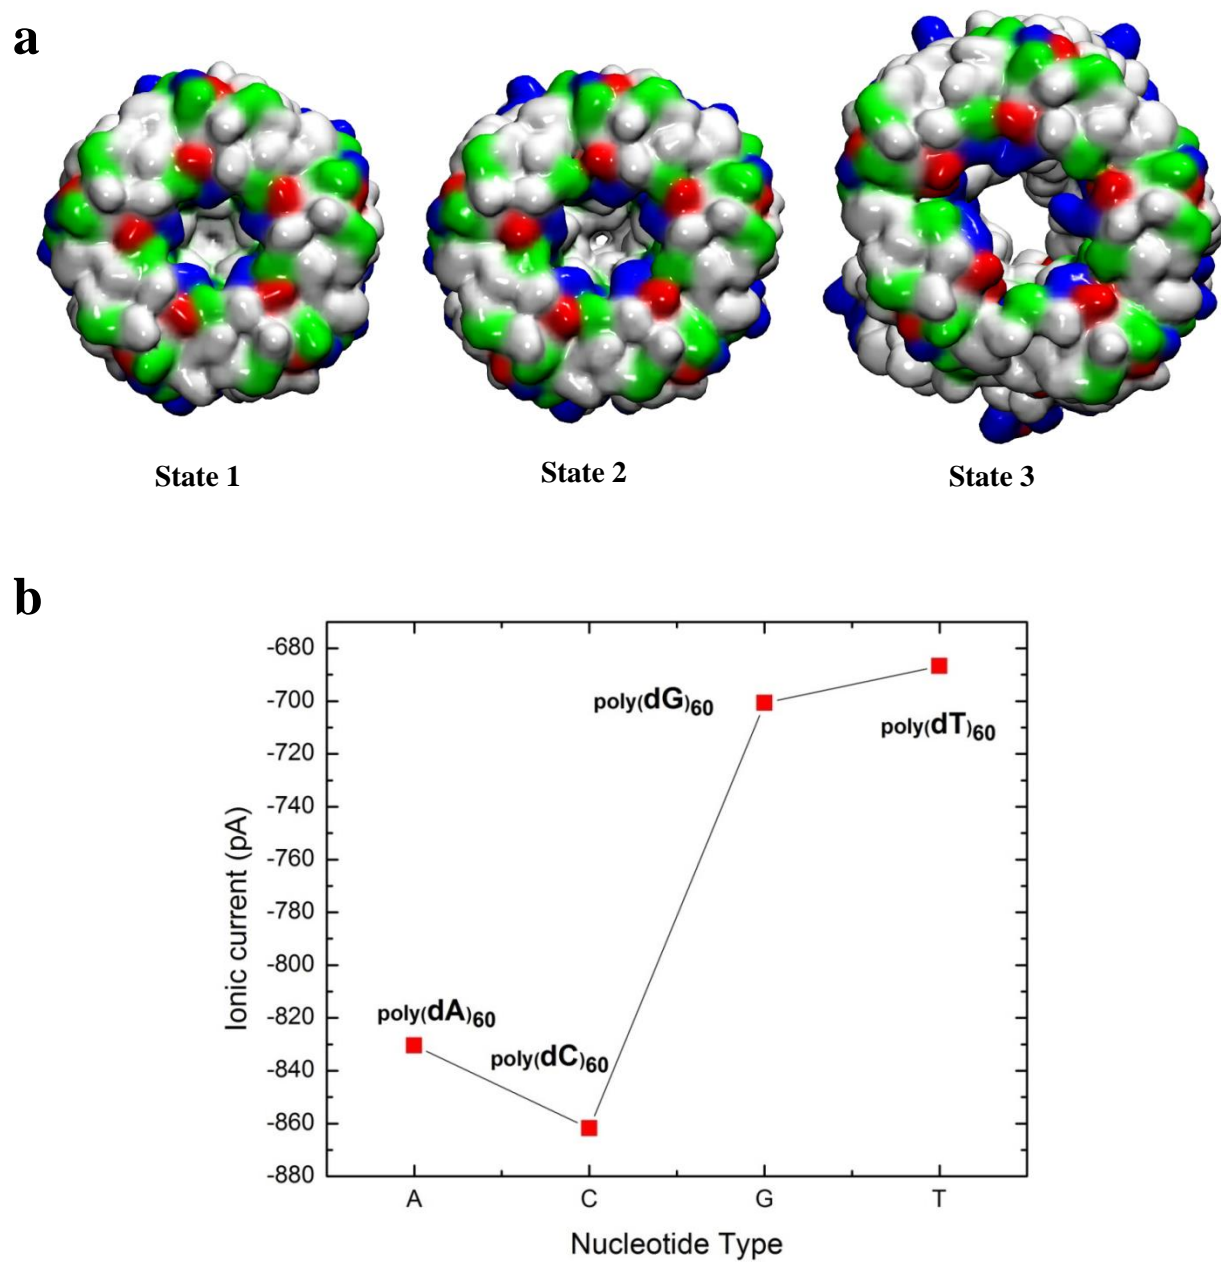 a
State 1
State 2
State 3
b
-680
-700
-720
-740
-760
-780
-800
-820
-840
-860
-880
Ionic current (pA)
poly(dA)60
poly(dC)60
poly(dG)60
poly(dT)60
A
C
G
T
Nucleotide Type